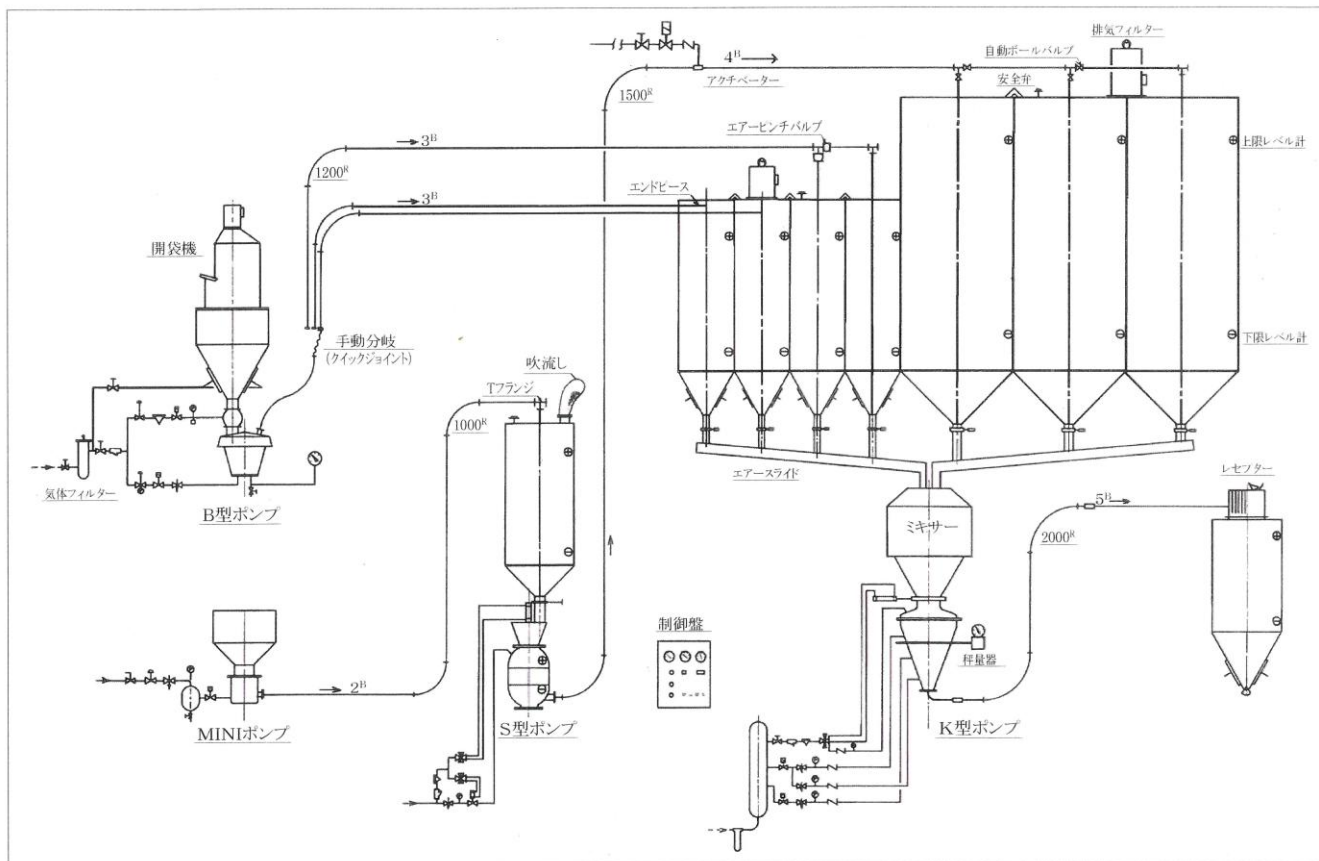 排気フィルター
自動ボールバルブ
4ᴮ
アクチベーター
安全弁
1500ᴿ
エアーピンチバルブ
3ᴮ
上限レベル計
1200ᴿ
エンドピース
3ᴮ
開袋機
手動分岐
(クイックジョイント)
下限レベル計
吹流し
Tフランジ
1000ᴿ
エアースライド
レセプター
気体フィルター
B型ポンプ
5ᴮ
ミキサー
2000ᴿ
制御盤
秤量器
2ᴮ
MINIポンプ
S型ポンプ
K型ポンプ